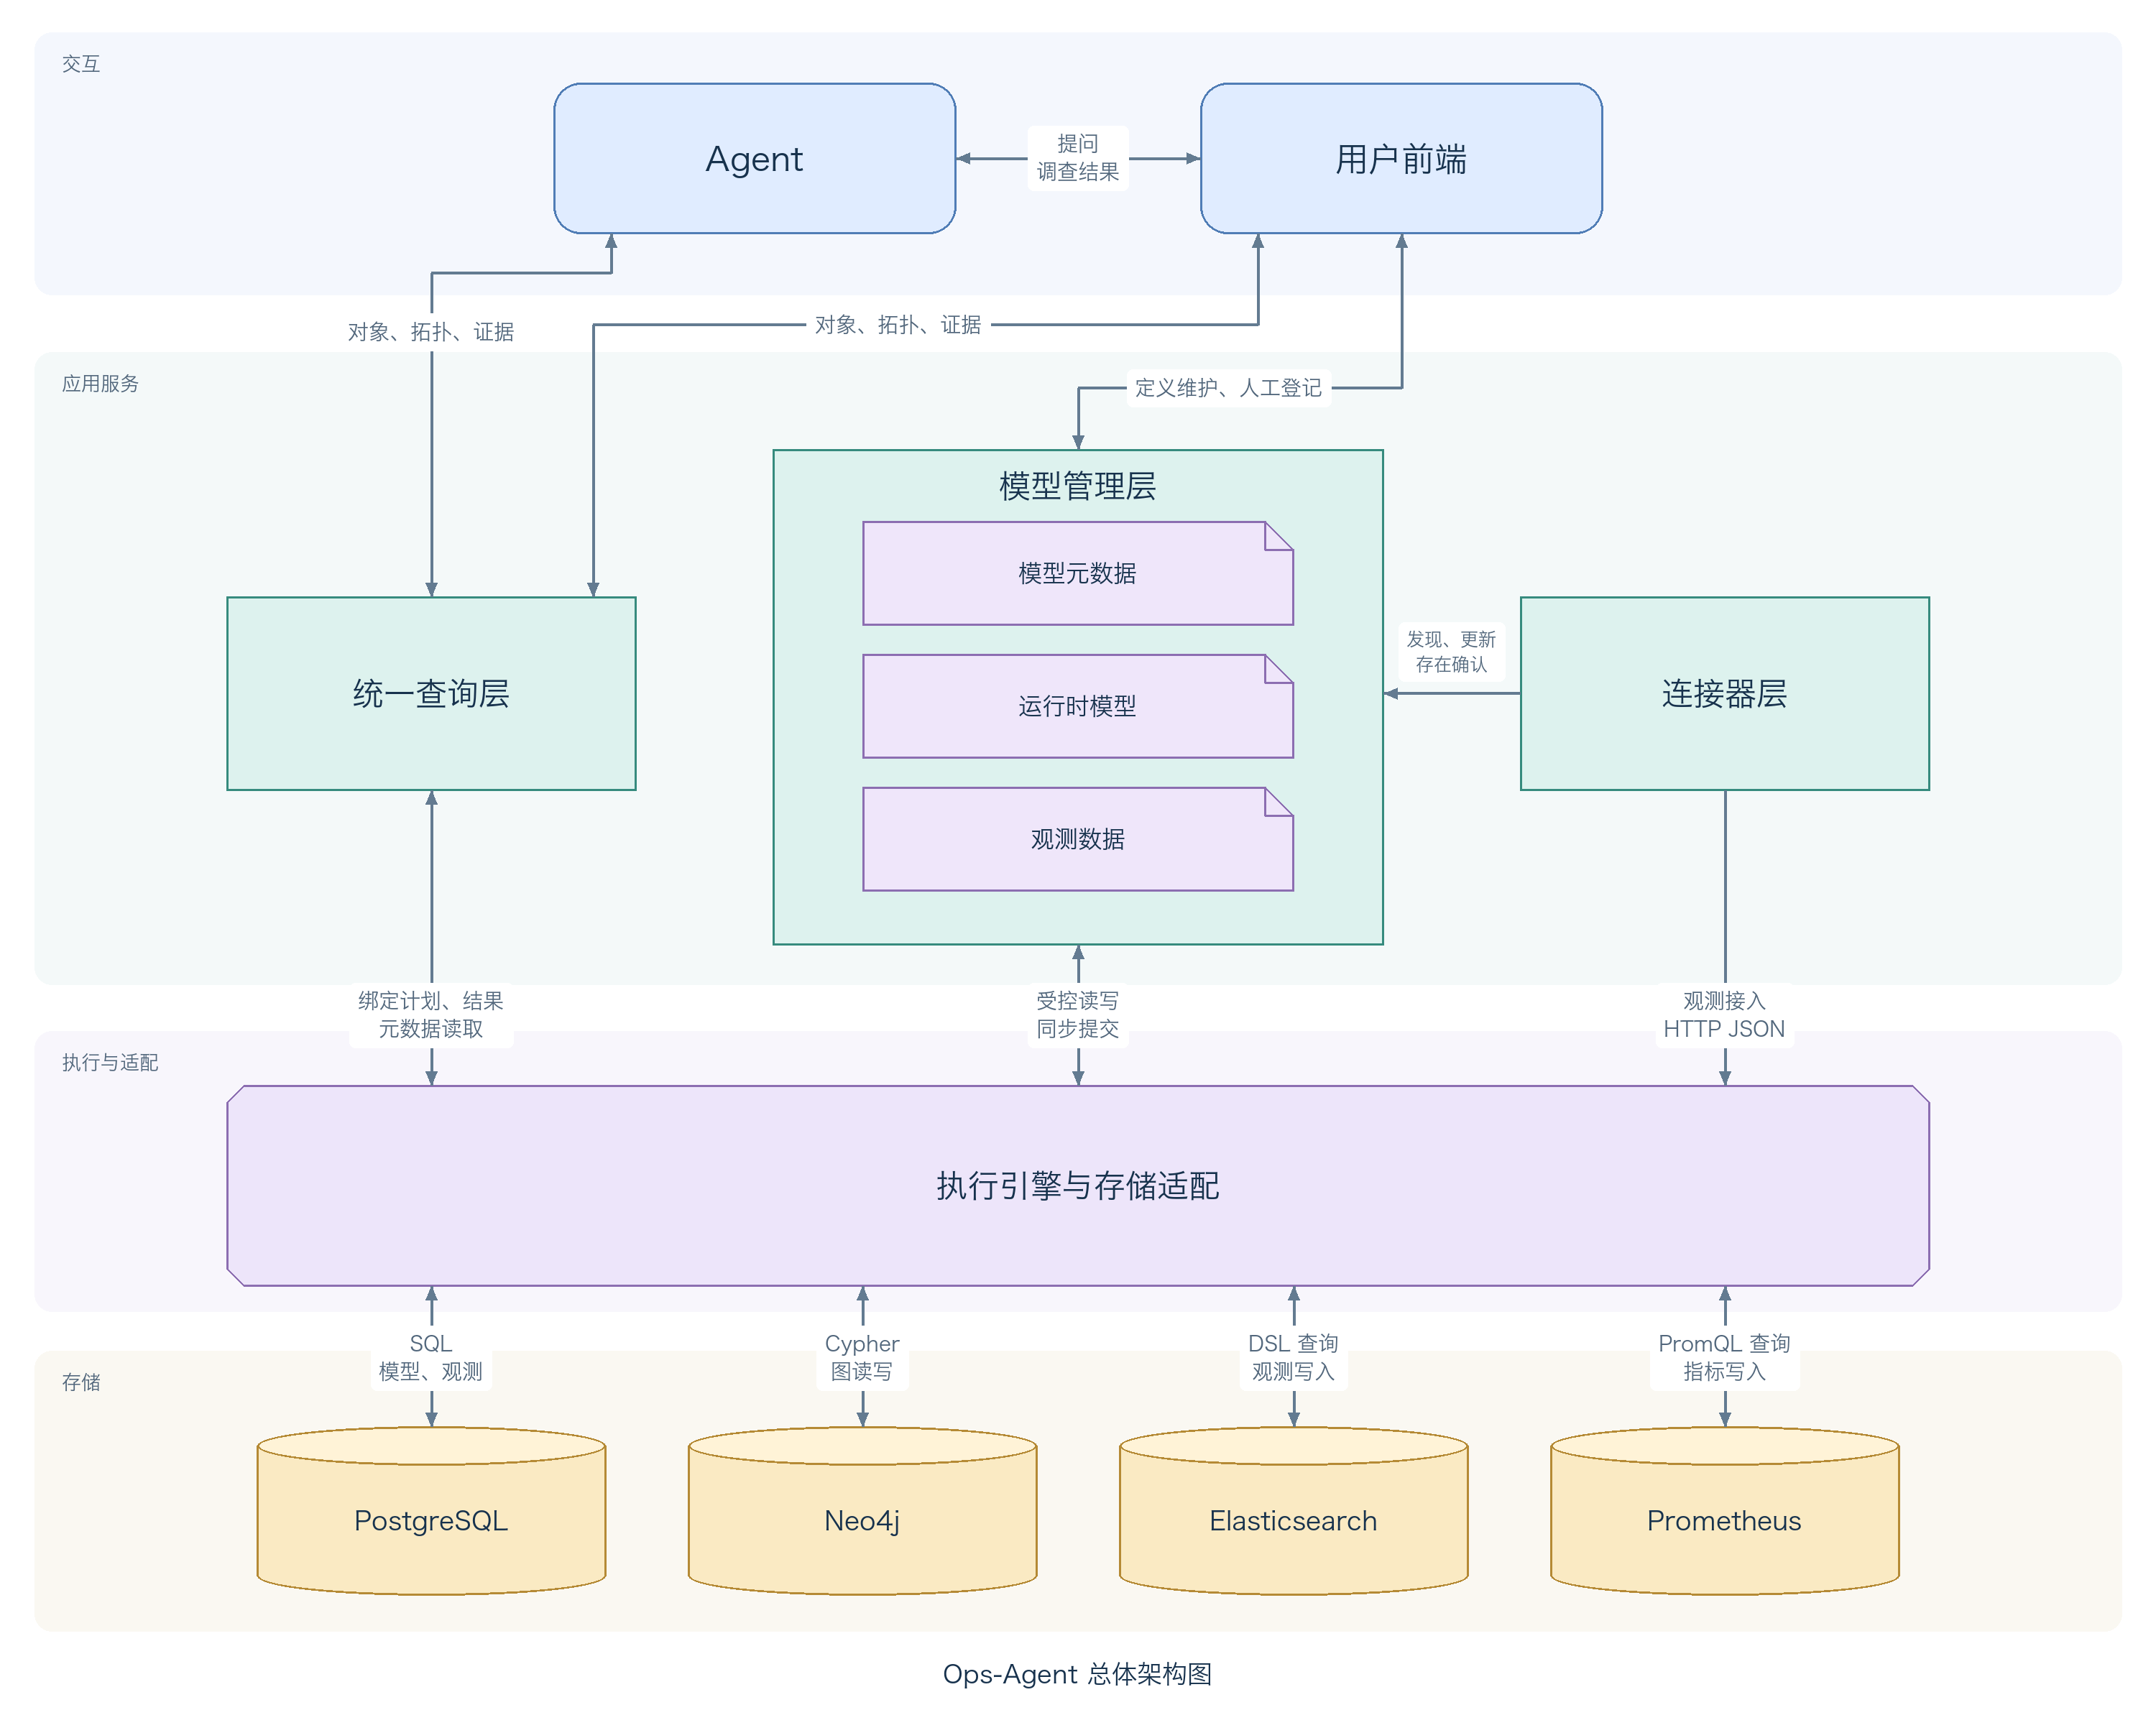 交互
Agent
提问
调查结果
用户前端
对象、拓扑、证据
对象、拓扑、证据
应用服务
定义维护、人工登记
模型管理层
模型元数据
运行时模型
观测数据
统一查询层
发现、更新
存在确认
连接器层
绑定计划、结果
元数据读取
受控读写
同步提交
观测接入
HTTP JSON
执行与适配
执行引擎与存储适配
SQL
模型、观测
Cypher
图读写
DSL 查询
观测写入
PromQL 查询
指标写入
存储
PostgreSQL
Neo4j
Elasticsearch
Prometheus
Ops-Agent 总体架构图